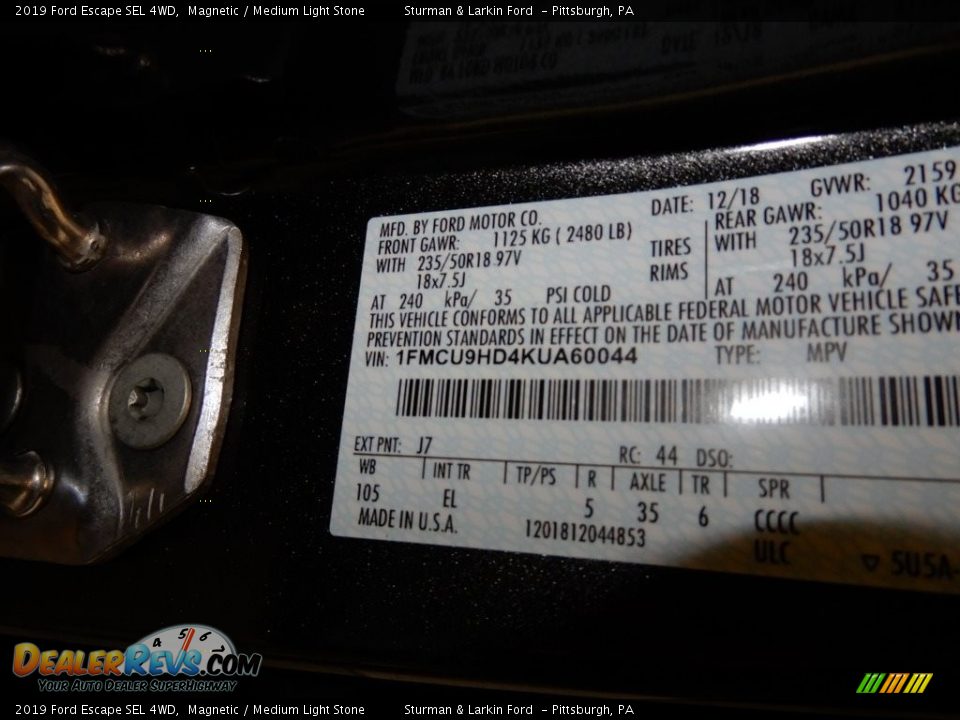 2019 Ford Escape SEL 4WD, Magnetic / Medium Light Stone Sturman & Larkin Ford - Pittsburgh, PA
MFD. BY FORD MOTOR CO. DATE: 12/18 GVWR: 2159
FRONT GAWR: 1125 KG ( 2480 LB) REAR GAWR: 1040 KG
WITH 235/50R18 97V TIRES WITH 235/50R18 97V
18x7.5J RIMS 18x7.5J
AT 240 kPa/ 35 PSI COLD AT 240 kPa/ 35
THIS VEHICLE CONFORMS TO ALL APPLICABLE FEDERAL MOTOR VEHICLE SAFE
PREVENTION STANDARDS IN EFFECT ON THE DATE OF MANUFACTURE SHOWN
VIN: 1FMCU9HD4KUA60044 TYPE: MPV
EXT PNT: J7 RC: 44 DSO:
WB INT TR TP/PS R AXLE TR SPR
105 EL 5 35 6 CCCC
MADE IN U.S.A. 1201812044853 ULC
5U5A-
DEALERREVS.COM
4 5 6
YOUR AUTO DEALER SUPERHIGHWAY
2019 Ford Escape SEL 4WD, Magnetic / Medium Light Stone Sturman & Larkin Ford - Pittsburgh, PA